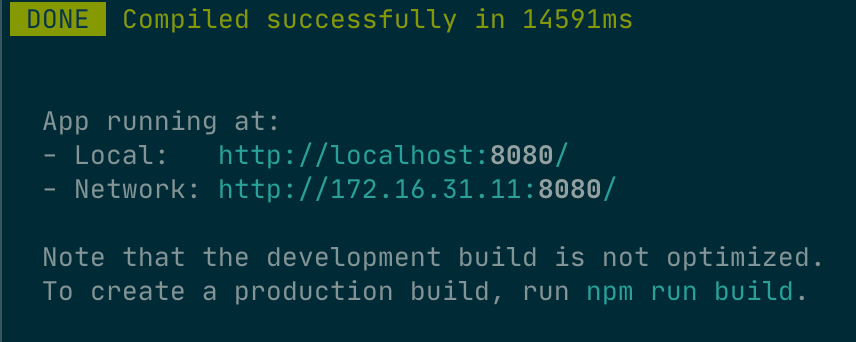 DONE Compiled successfully in 14591ms
App running at:
- Local: http://localhost:8080/
- Network: http://172.16.31.11:8080/
Note that the development build is not optimized.
To create a production build, run npm run build.